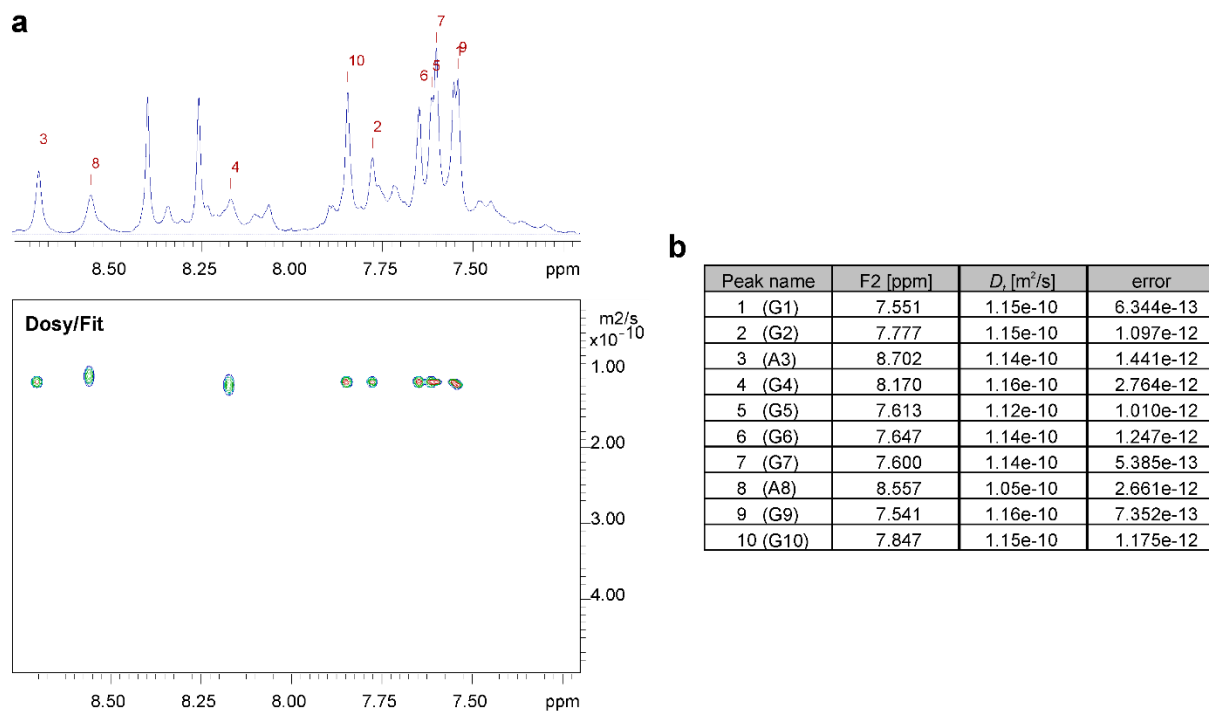 a
7
10
9
5
6
2
3
8
4
8.50 8.25 8.00 7.75 7.50 ppm
Dosy/Fit
m2/s
x10⁻¹⁰
1.00
2.00
3.00
4.00
8.50 8.25 8.00 7.75 7.50 ppm
b
Peak name F2 [ppm] Dₜ [m²/s] error
1 (G1) 7.551 1.15e-10 6.344e-13
2 (G2) 7.777 1.15e-10 1.097e-12
3 (A3) 8.702 1.14e-10 1.441e-12
4 (G4) 8.170 1.16e-10 2.764e-12
5 (G5) 7.613 1.12e-10 1.010e-12
6 (G6) 7.647 1.14e-10 1.247e-12
7 (G7) 7.600 1.14e-10 5.385e-13
8 (A8) 8.557 1.05e-10 2.661e-12
9 (G9) 7.541 1.16e-10 7.352e-13
10 (G10) 7.847 1.15e-10 1.175e-12